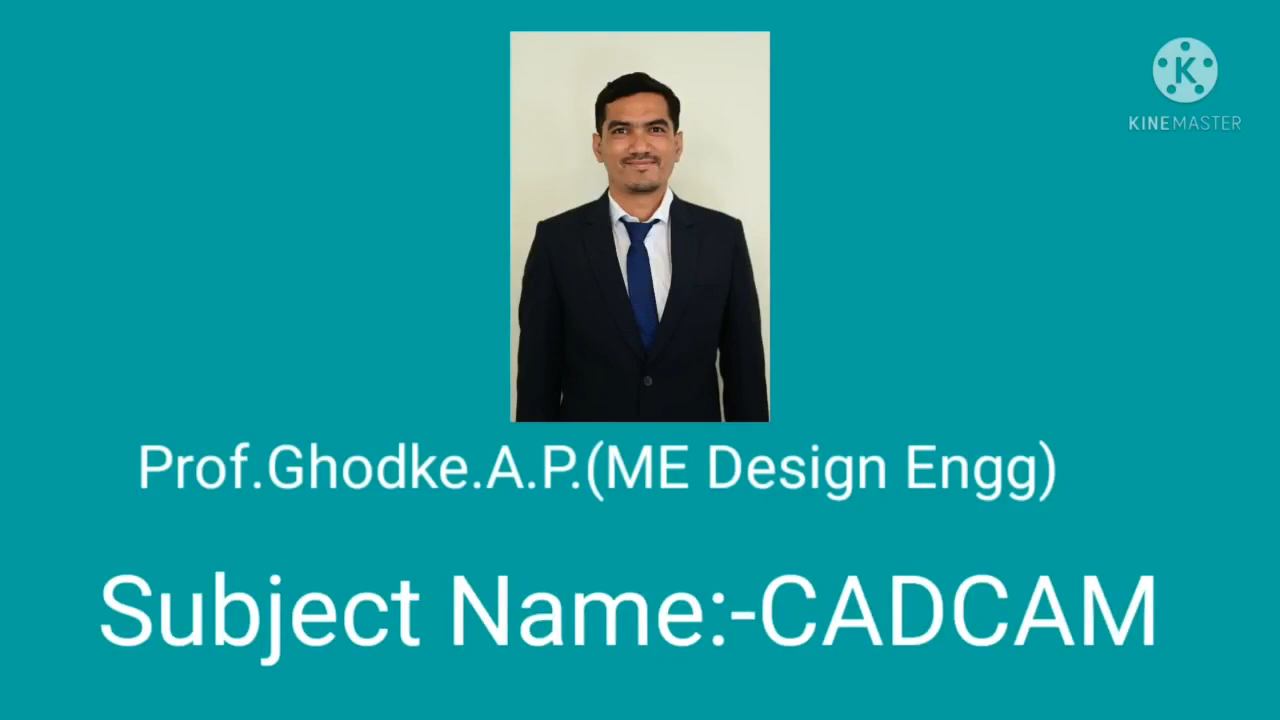 K
KINEMASTER
Prof.Ghodke.A.P.(ME Design Engg)
Subject Name:-CADCAM